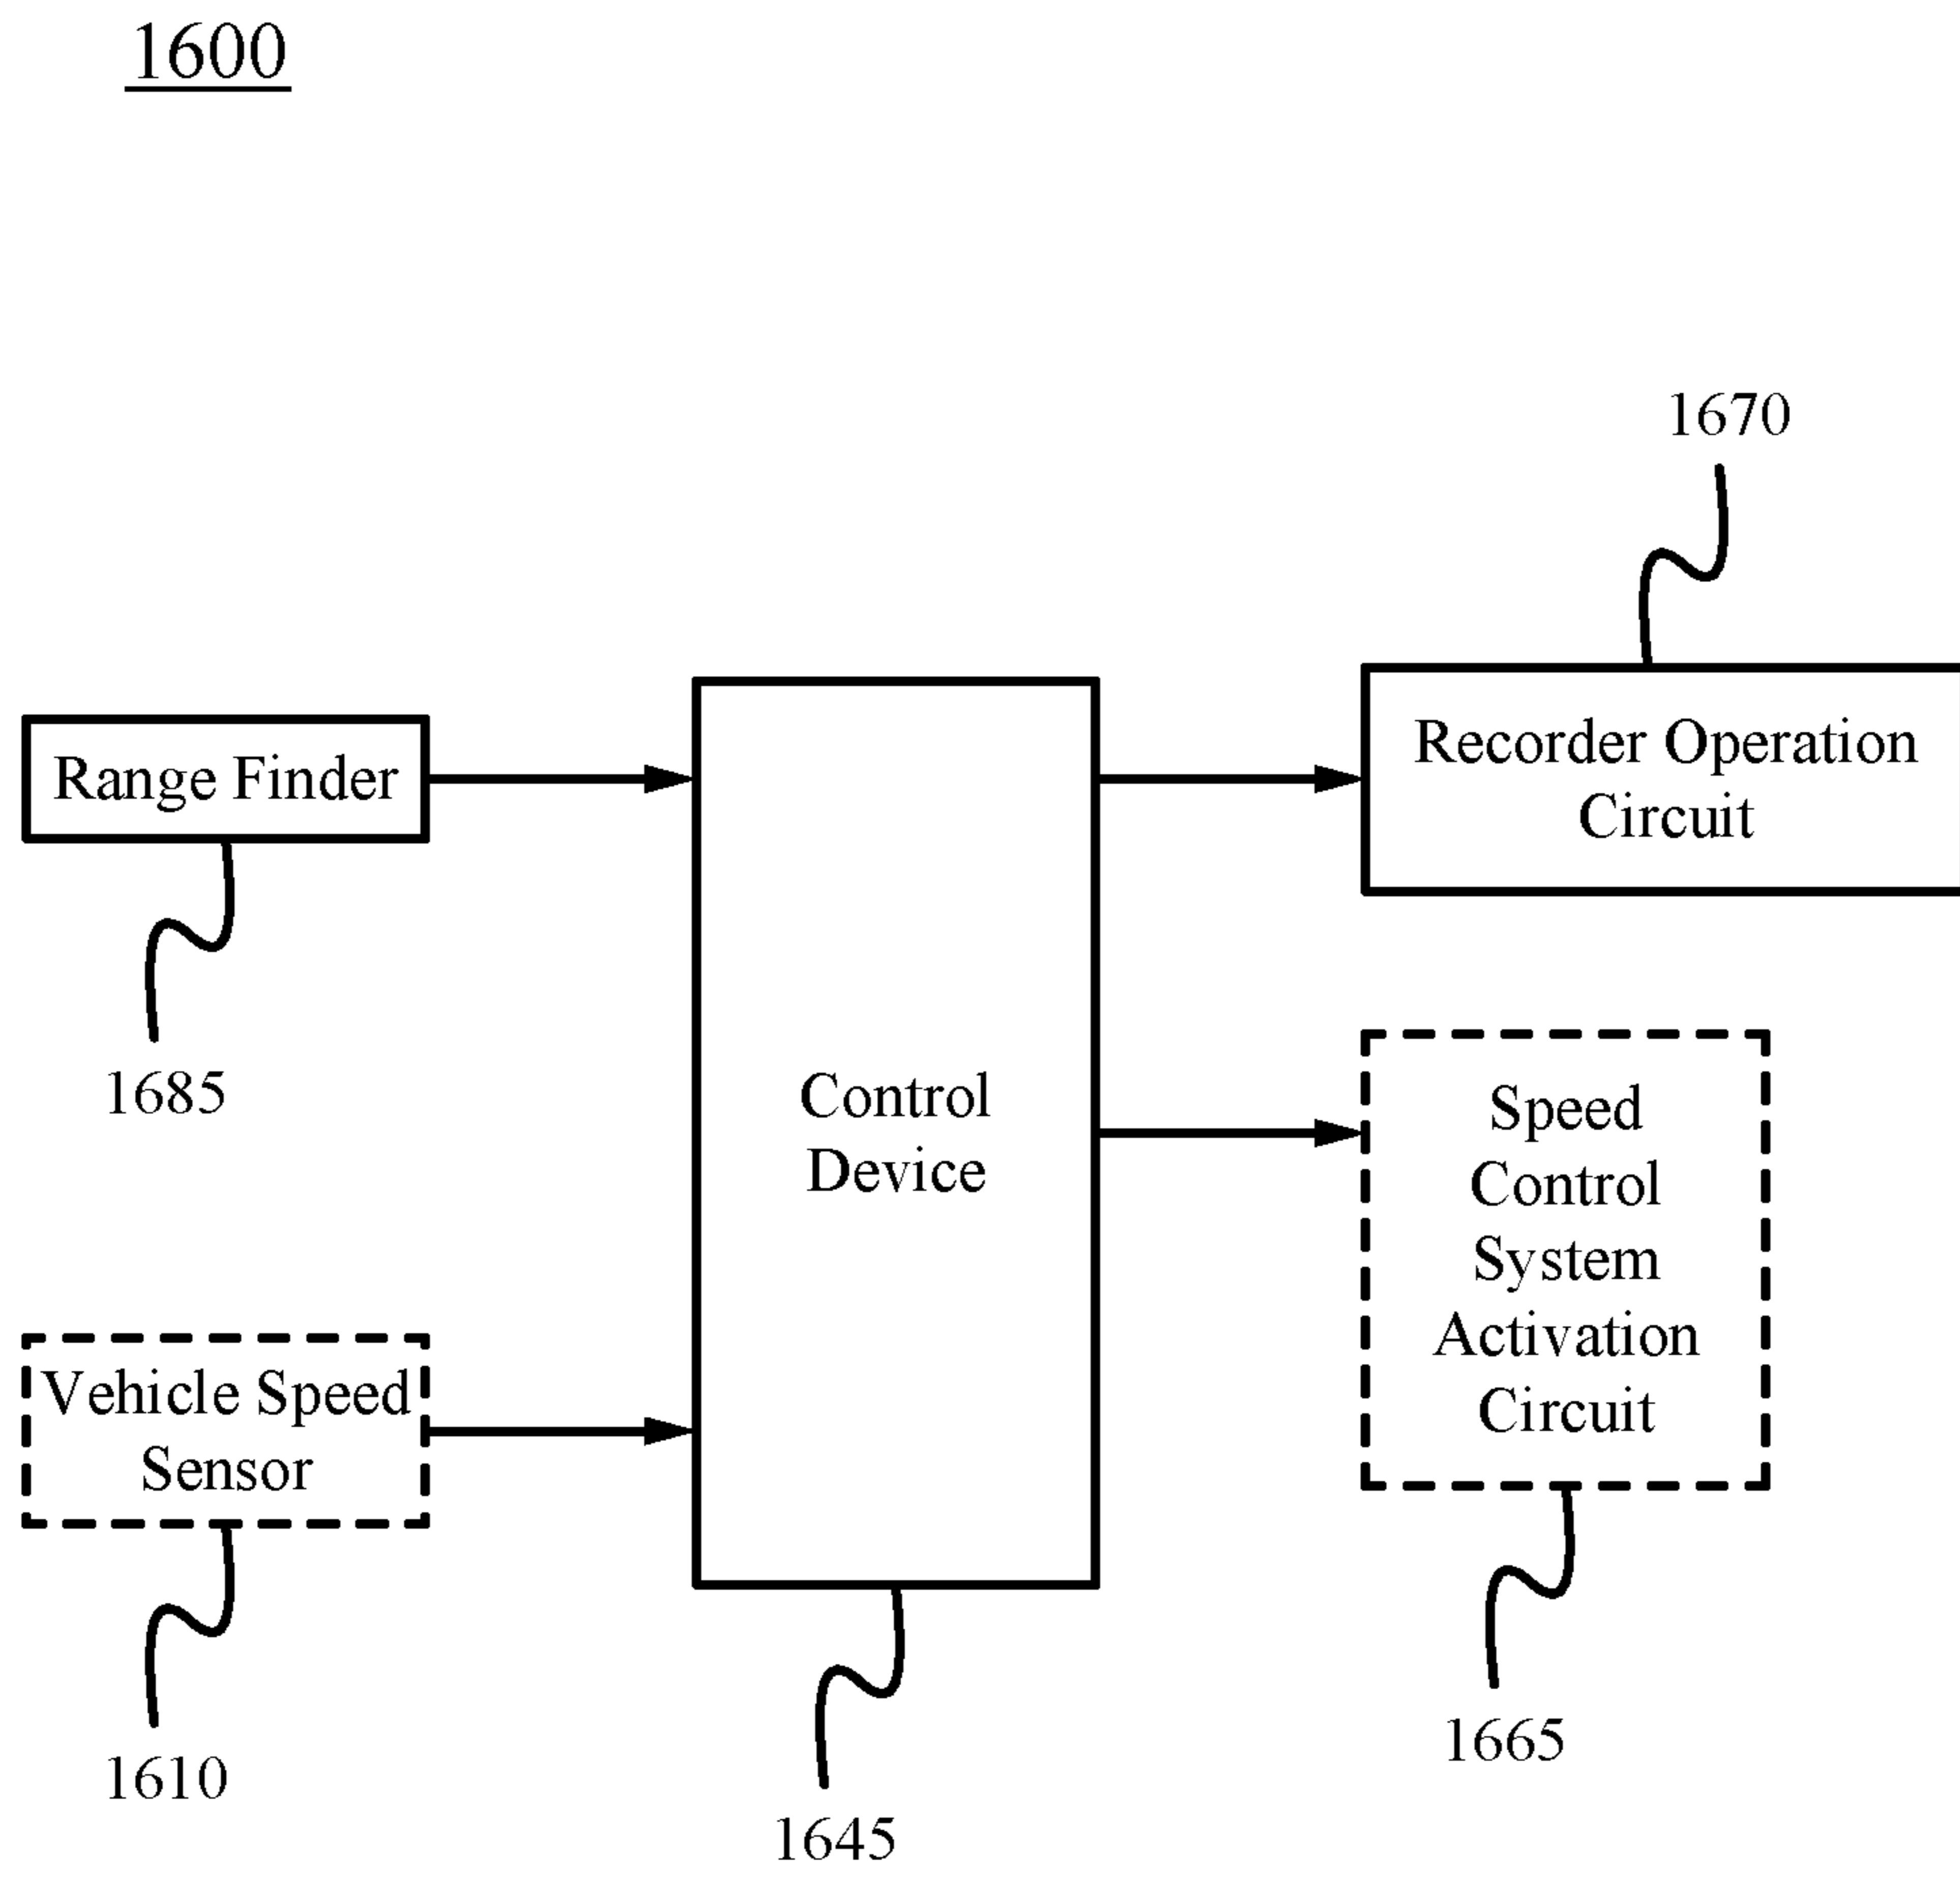 1600
1670
Range Finder
Recorder Operation
Circuit
1685
Control
Device
Speed
Control
System
Activation
Circuit
Vehicle Speed
Sensor
1610
1645
1665